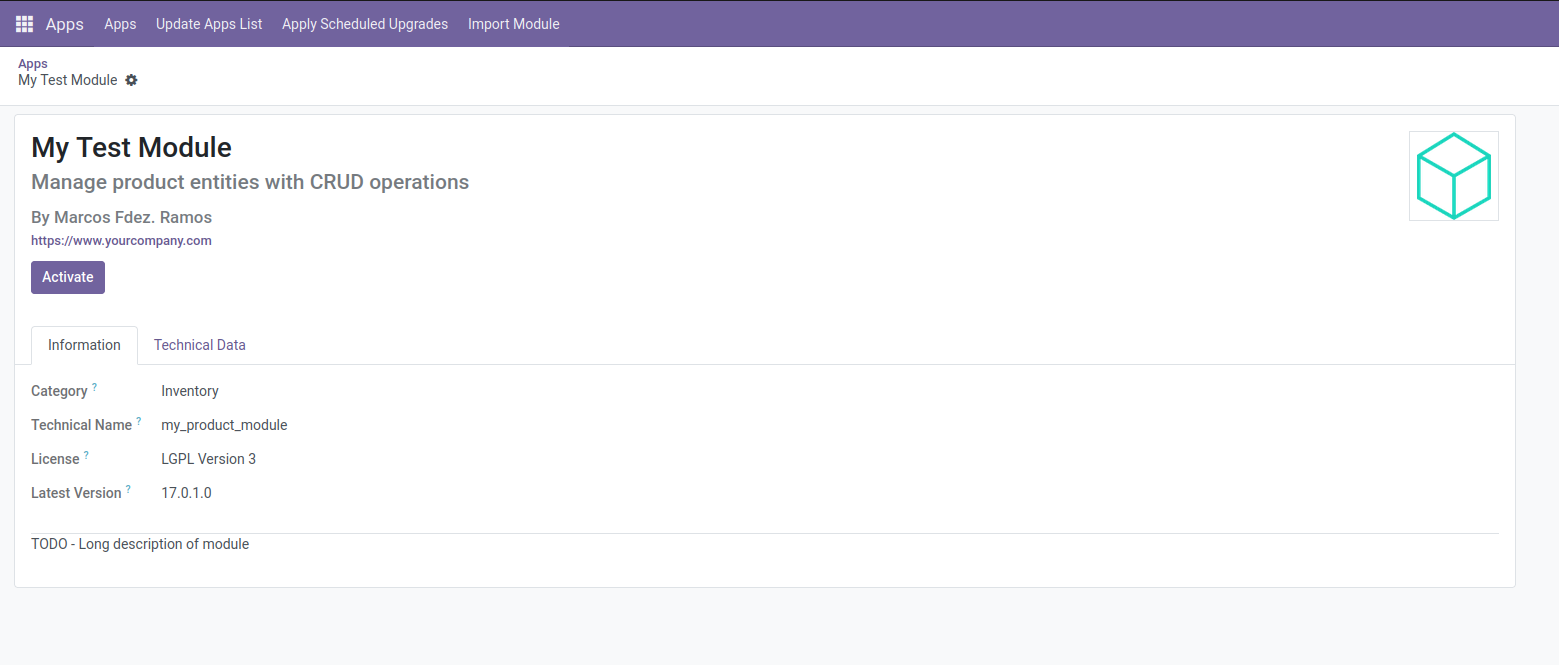 Apps Apps Update Apps List Apply Scheduled Upgrades Import Module
Apps
My Test Module
My Test Module
Manage product entities with CRUD operations
By Marcos Fdez. Ramos
https://www.yourcompany.com
Activate
Information Technical Data
Category ? Inventory
Technical Name ? my_product_module
License ? LGPL Version 3
Latest Version ? 17.0.1.0
TODO - Long description of module